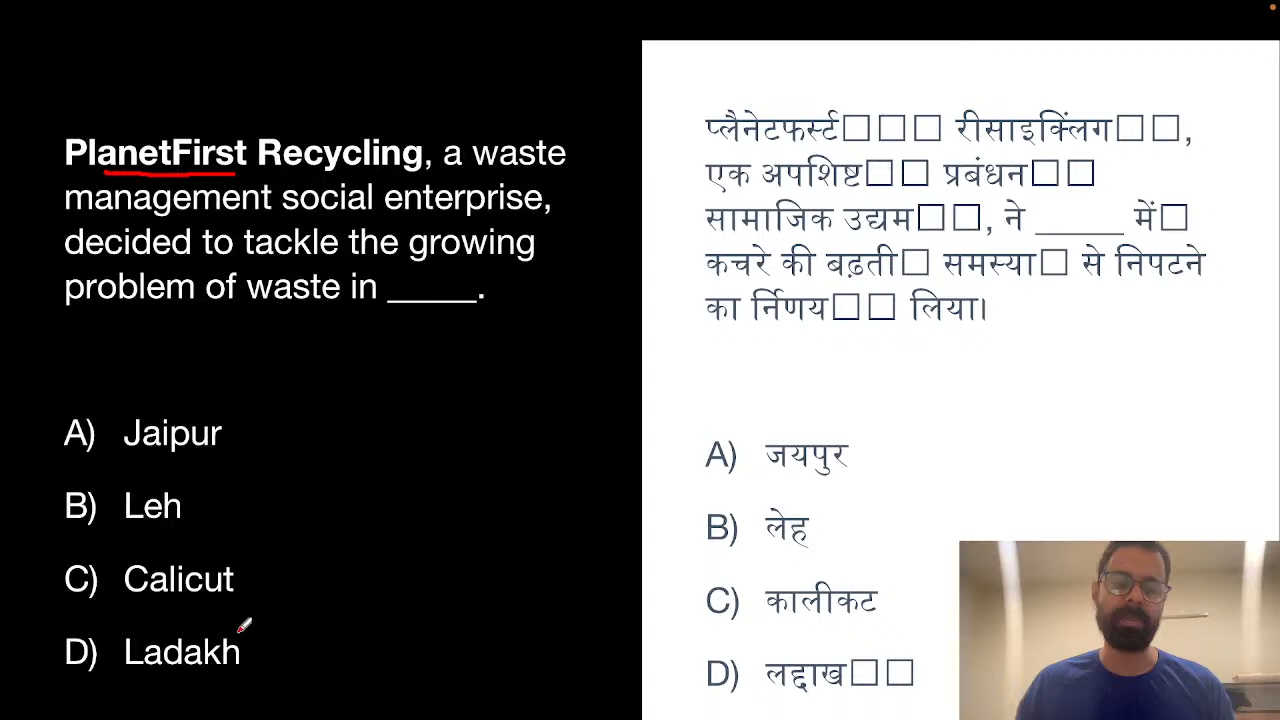 PlanetFirst Recycling, a waste
management social enterprise,
decided to tackle the growing
problem of waste in _____.
A) Jaipur
B) Leh
C) Calicut
D) Ladakh
प्लैनेटफर्स्ट□□□ रीसाइक्लिंग□□,
एक अपशिष्ट□□ प्रबंधन□□
सामाजिक उद्यम□□, ने _____ में□
कचरे की बढ़ती□ समस्या□ से निपटने
का र्निणय□□ लिया।
A) जयपुर
B) लेह
C) कालीकट
D) लद्दाख□□